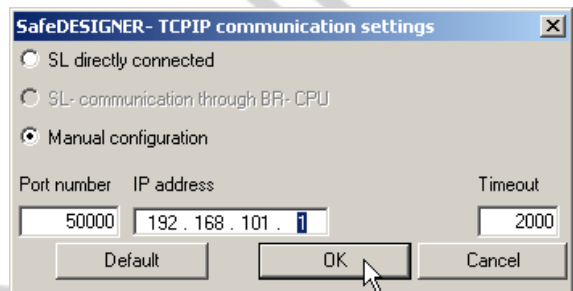 SafeDESIGNER- TCPIP communication settings
SL directly connected
SL- communication through BR- CPU
Manual configuration
Port number IP address Timeout
50000 192 . 168 . 101 . 1 2000
Default OK Cancel